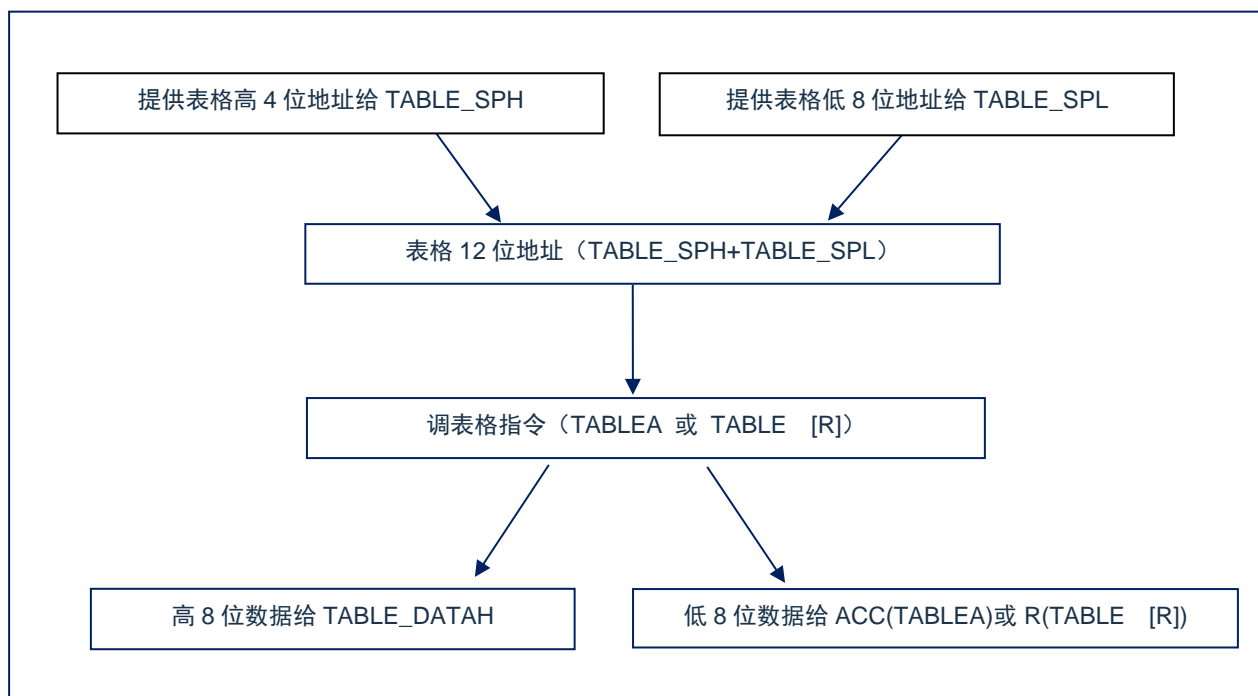 提供表格高 4 位地址给 TABLE_SPH
提供表格低 8 位地址给 TABLE_SPL
表格 12 位地址（TABLE_SPH+TABLE_SPL）
调表格指令（TABLEA 或 TABLE [R]）
高 8 位数据给 TABLE_DATAH
低 8 位数据给 ACC(TABLEA)或 R(TABLE [R])